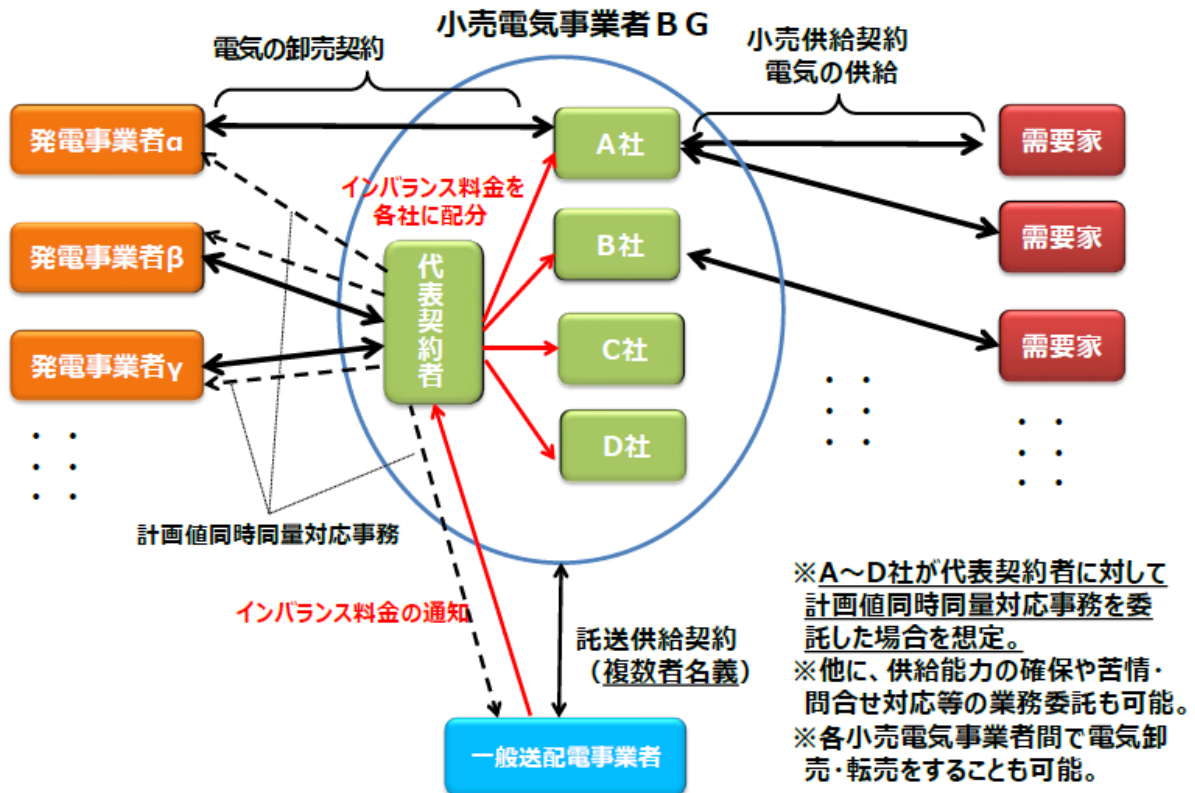 小売電気事業者BG
電気の卸売契約
小売供給契約
電気の供給
発電事業者α
A社
需要家
インバランス料金を
各社に配分
発電事業者β
B社
需要家
代表契約者
発電事業者γ
C社
需要家
D社
計画値同時同量対応事務
インバランス料金の通知
託送供給契約
（複数者名義）
一般送配電事業者
※A～D社が代表契約者に対して
計画値同時同量対応事務を委
託した場合を想定。
※他に、供給能力の確保や苦情・
問合せ対応等の業務委託も可能。
※各小売電気事業者間で電気卸
売・転売をすることも可能。